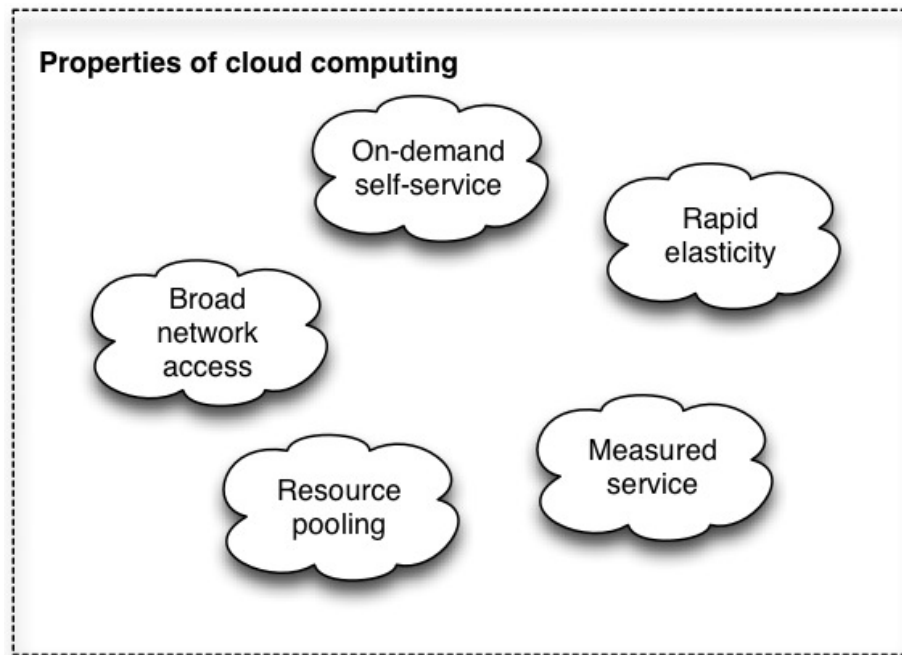 Properties of cloud computing
On-demand
self-service
Rapid
elasticity
Broad
network
access
Measured
service
Resource
pooling